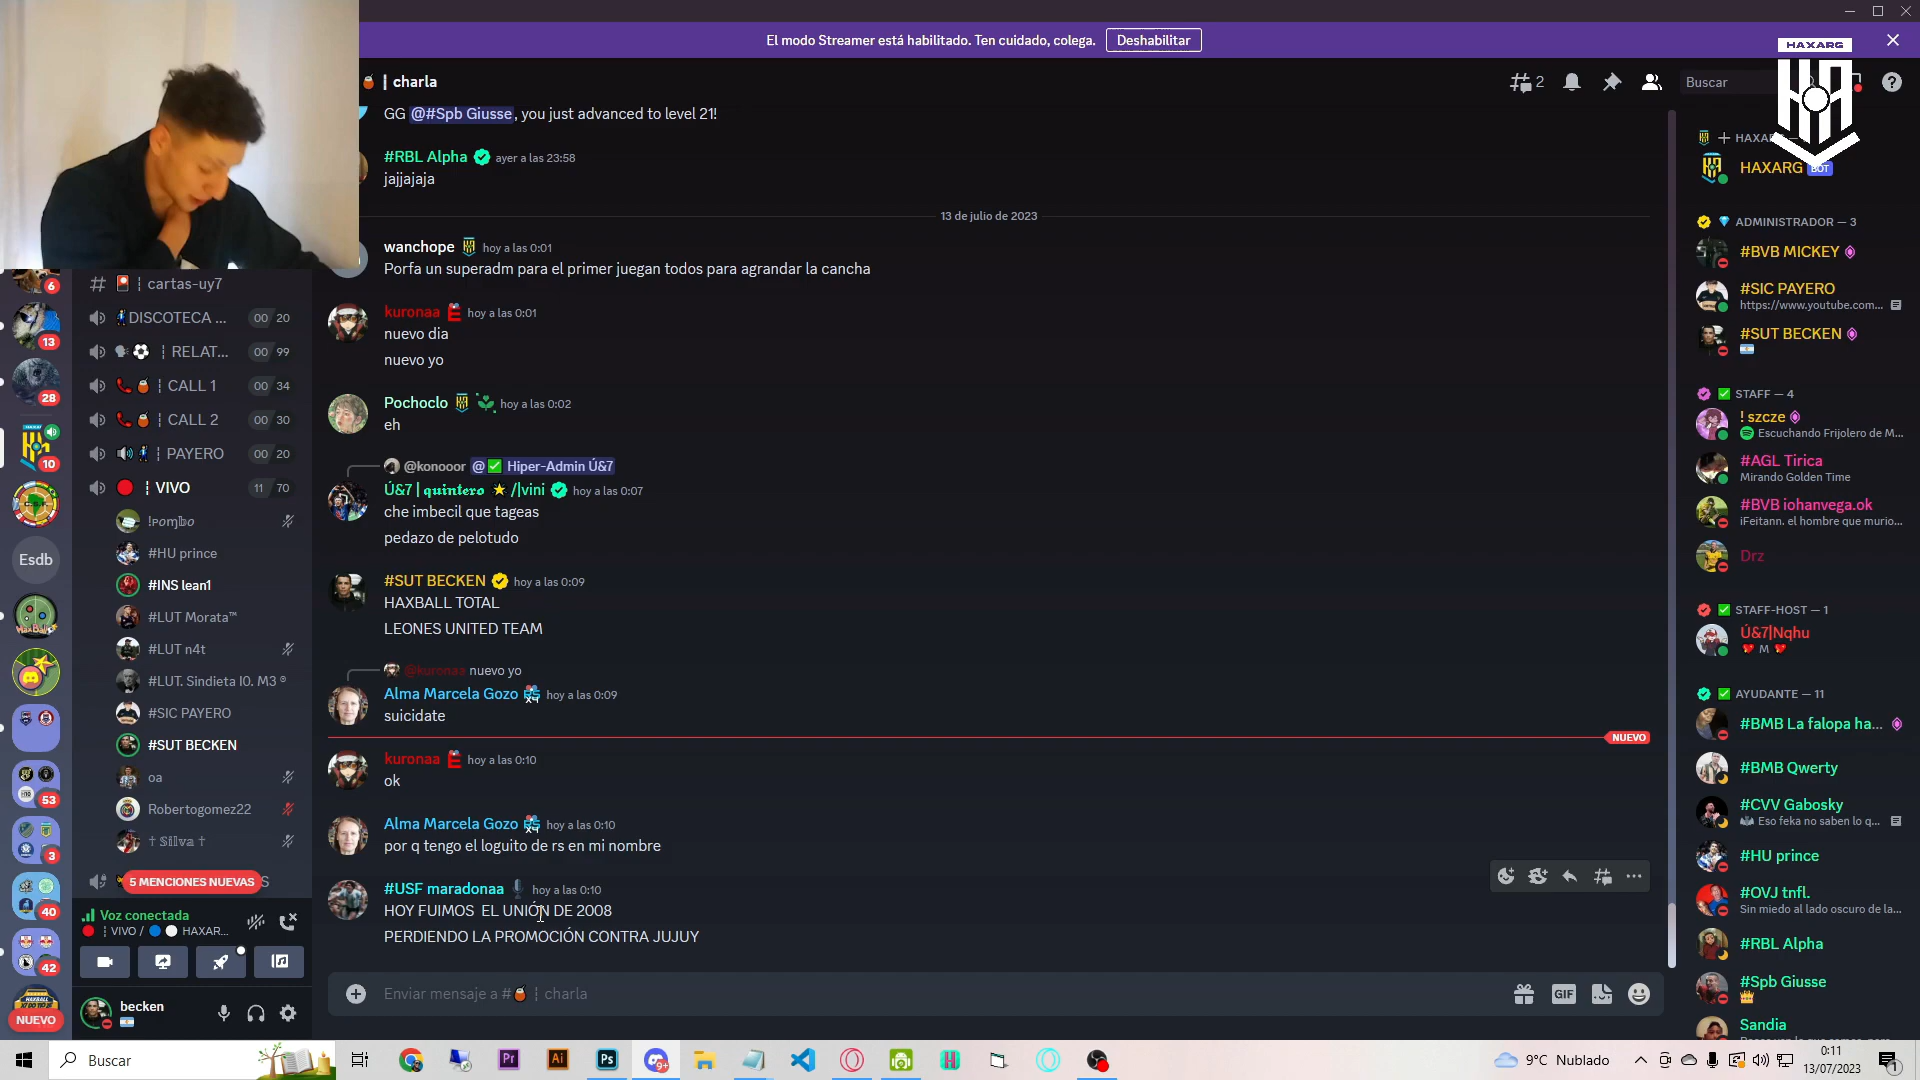 El modo Streamer está habilitado. Ten cuidado, colega. Deshabilitar
HAXARG
| charla
2
Buscar
GG @#Spb Giusse, you just advanced to level 21!
#RBL Alpha ayer a las 23:58
jajjajaja
13 de julio de 2023
wanchope hoy a las 0:01
Porfa un superadm para el primer juegan todos para agrandar la cancha
kuronaa hoy a las 0:01
nuevo dia
nuevo yo
Pochoclo hoy a las 0:02
eh
@konooor @ Hiper-Admin Ú&7
Ú&7 | quintero /|vini hoy a las 0:07
che imbecil que tageas
pedazo de pelotudo
#SUT BECKEN hoy a las 0:09
HAXBALL TOTAL
LEONES UNITED TEAM
@kuronaa nuevo yo
Alma Marcela Gozo hoy a las 0:09
suicidate
NUEVO
kuronaa hoy a las 0:10
ok
Alma Marcela Gozo hoy a las 0:10
por q tengo el loguito de rs en mi nombre
#USF maradonaa hoy a las 0:10
HOY FUIMOS EL UNIÓN DE 2008
PERDIENDO LA PROMOCIÓN CONTRA JUJUY
Enviar mensaje a # | charla
GIF
6
13
28
10
Esdb
53
3
40
42
NUEVO
# | cartas-uy7
DISCOTECA ... 00 20
| RELAT... 00 99
| CALL 1 00 34
| CALL 2 00 30
| PAYERO 00 20
| VIVO 11 70
!pombo
#HU prince
#INS lean1
#LUT Morata™
#LUT n4t
#LUT. Sindieta I0. M3 ®
#SIC PAYERO
#SUT BECKEN
oa
Robertogomez22
† Silva †
5 MENCIONES NUEVAS
S
Voz conectada
| VIVO / HAXAR...
becken
HAXARG BOT
ADMINISTRADOR — 3
#BVB MICKEY
#SIC PAYERO
https://www.youtube.com...
#SUT BECKEN
STAFF — 4
! szcze
Escuchando Frijolero de M...
#AGL Tirica
Mirando Golden Time
#BVB iohanvega.ok
iFeitann. el hombre que murio...
Drz
STAFF-HOST — 1
Ú&7|Nqhu
M
AYUDANTE — 11
#BMB La falopa ha...
#BMB Qwerty
#CVV Gabosky
Eso feka no saben lo q...
#HU prince
#OVJ tnfl.
Sin miedo al lado oscuro de la...
#RBL Alpha
#Spb Giusse
Sandia
Buscar
Pr
Ai
Ps
9+
9°C Nublado
0:11
13/07/2023
1